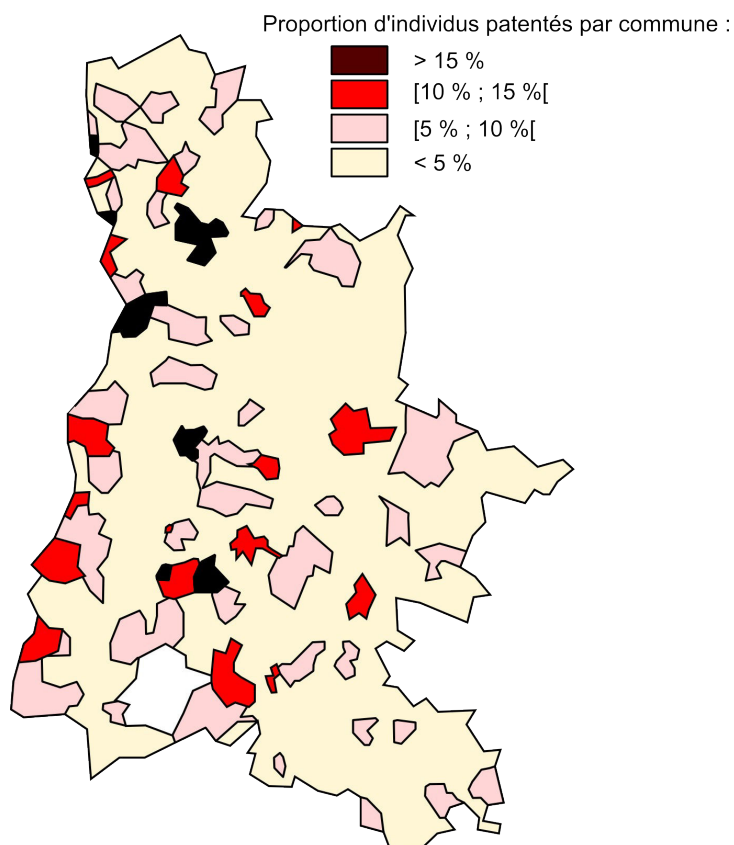 Proportion d'individus patentés par commune :
> 15 %
[10 % ; 15 %[
[5 % ; 10 %[
< 5 %